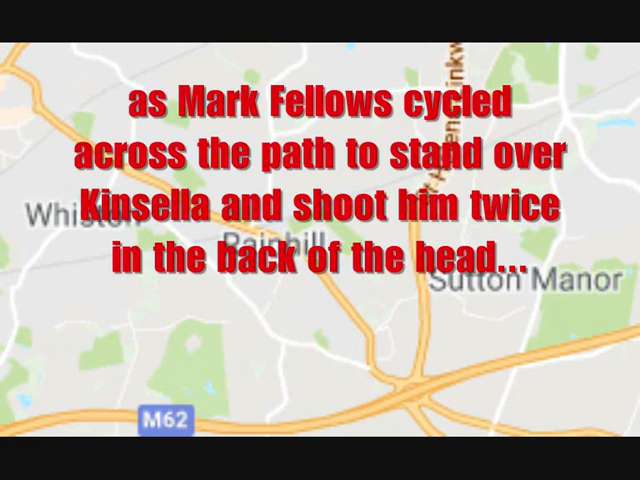 as Mark Fellows cycled
across the path to stand over
Kinsella and shoot him twice
in the back of the head...
Whiston
Rainhill
Sutton Manor
M62